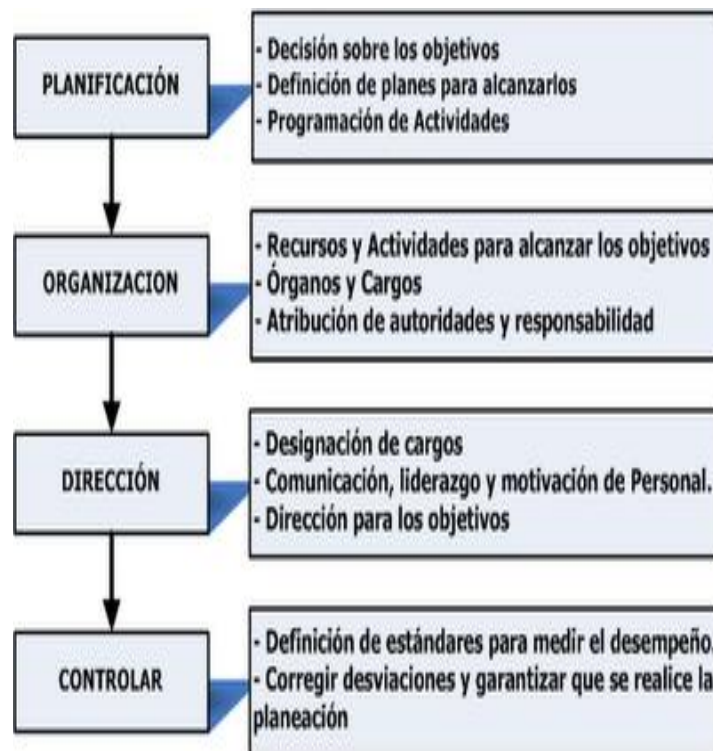 PLANIFICACIÓN
- Decisión sobre los objetivos
- Definición de planes para alcanzarlos
- Programación de Actividades
ORGANIZACION
- Recursos y Actividades para alcanzar los objetivos
- Órganos y Cargos
- Atribución de autoridades y responsabilidad
DIRECCIÓN
- Designación de cargos
- Comunicación, liderazgo y motivación de Personal.
- Dirección para los objetivos
CONTROLAR
- Definición de estándares para medir el desempeño.
- Corregir desviaciones y garantizar que se realice la
planeación